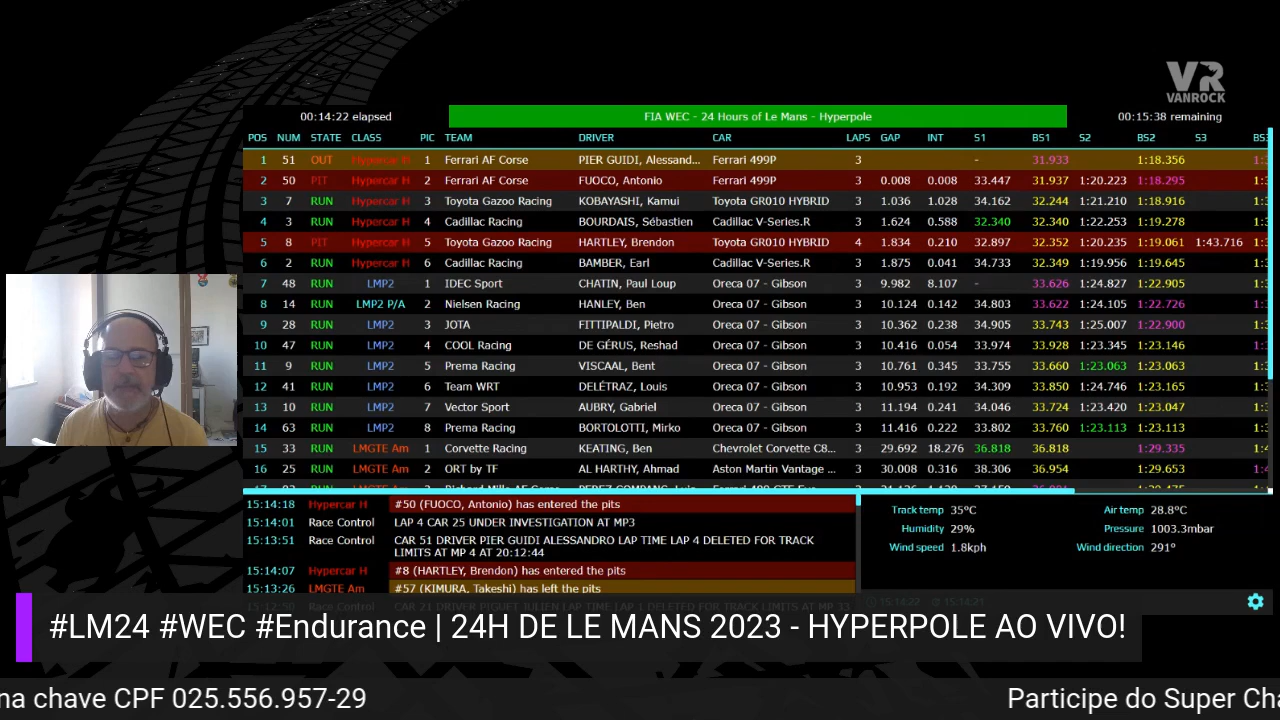 VR
VANROCK
00:14:22 elapsed FIA WEC - 24 Hours of Le Mans - Hyperpole 00:15:38 remaining
POS NUM STATE CLASS PIC TEAM DRIVER CAR LAPS GAP INT S1 BS1 S2 BS2 S3
1 51 OUT Hypercar H 1 Ferrari AF Corse PIER GUIDI, Alessand... Ferrari 499P 3 - 31.933 1:18.356
2 50 PIT Hypercar H 2 Ferrari AF Corse FUOCO, Antonio Ferrari 499P 3 0.008 0.008 33.447 31.937 1:20.223 1:18.295
3 7 RUN Hypercar H 3 Toyota Gazoo Racing KOBAYASHI, Kamui Toyota GR010 HYBRID 3 1.036 1.028 34.162 32.244 1:21.210 1:18.916
4 3 RUN Hypercar H 4 Cadillac Racing BOURDAIS, Sébastien Cadillac V-Series.R 3 1.624 0.588 32.340 32.340 1:22.253 1:19.278
5 8 PIT Hypercar H 5 Toyota Gazoo Racing HARTLEY, Brendon Toyota GR010 HYBRID 4 1.834 0.210 32.897 32.352 1:20.235 1:19.061 1:43.716
6 2 RUN Hypercar H 6 Cadillac Racing BAMBER, Earl Cadillac V-Series.R 3 1.875 0.041 34.733 32.349 1:19.956 1:19.645
7 48 RUN LMP2 1 IDEC Sport CHATIN, Paul Loup Oreca 07 - Gibson 3 9.982 8.107 - 33.626 1:24.827 1:22.905
8 14 RUN LMP2 P/A 2 Nielsen Racing HANLEY, Ben Oreca 07 - Gibson 3 10.124 0.142 34.803 33.622 1:24.105 1:22.726
9 28 RUN LMP2 3 JOTA FITTIPALDI, Pietro Oreca 07 - Gibson 3 10.362 0.238 34.905 33.743 1:25.007 1:22.900
10 47 RUN LMP2 4 COOL Racing DE GÉRUS, Reshad Oreca 07 - Gibson 3 10.416 0.054 33.974 33.928 1:23.345 1:23.146
11 9 RUN LMP2 5 Prema Racing VISCAAL, Bent Oreca 07 - Gibson 3 10.761 0.345 33.755 33.660 1:23.063 1:23.063
12 41 RUN LMP2 6 Team WRT DELÉTRAZ, Louis Oreca 07 - Gibson 3 10.953 0.192 34.309 33.850 1:24.746 1:23.165
13 10 RUN LMP2 7 Vector Sport AUBRY, Gabriel Oreca 07 - Gibson 3 11.194 0.241 34.046 33.724 1:23.420 1:23.047
14 63 RUN LMP2 8 Prema Racing BORTOLOTTI, Mirko Oreca 07 - Gibson 3 11.416 0.222 33.802 33.760 1:23.113 1:23.113
15 33 RUN LMGTE Am 1 Corvette Racing KEATING, Ben Chevrolet Corvette C8... 3 29.692 18.276 36.818 36.818 1:29.335
16 25 RUN LMGTE Am 2 ORT by TF AL HARTHY, Ahmad Aston Martin Vantage ... 3 30.008 0.316 38.306 36.954 1:29.653
15:14:18 Hypercar H #50 (FUOCO, Antonio) has entered the pits
15:14:01 Race Control LAP 4 CAR 25 UNDER INVESTIGATION AT MP3
15:13:51 Race Control CAR 51 DRIVER PIER GUIDI ALESSANDRO LAP TIME LAP 4 DELETED FOR TRACK
LIMITS AT MP 4 AT 20:12:44
15:14:07 Hypercar H #8 (HARTLEY, Brendon) has entered the pits
15:13:26 LMGTE Am #57 (KIMURA, Takeshi) has left the pits
Track temp 35°C Air temp 28.8°C
Humidity 29% Pressure 1003.3mbar
Wind speed 1.8kph Wind direction 291°
#LM24 #WEC #Endurance | 24H DE LE MANS 2023 - HYPERPOLE AO VIVO!
na chave CPF 025.556.957-29 Participe do Super Cha